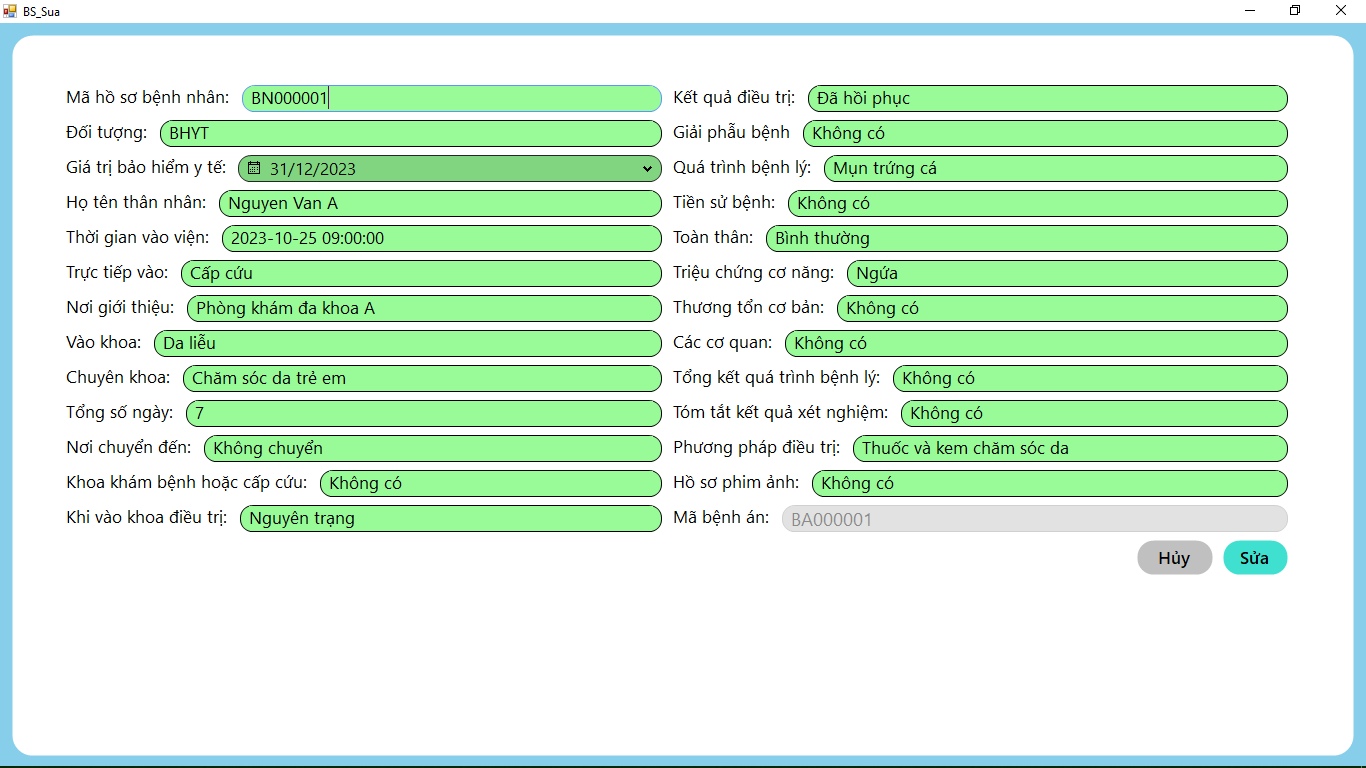 BS_Sua
Mã hồ sơ bệnh nhân: BN000001
Đối tượng: BHYT
Giá trị bảo hiểm y tế: 31/12/2023
Họ tên thân nhân: Nguyen Van A
Thời gian vào viện: 2023-10-25 09:00:00
Trực tiếp vào: Cấp cứu
Nơi giới thiệu: Phòng khám đa khoa A
Vào khoa: Da liễu
Chuyên khoa: Chăm sóc da trẻ em
Tổng số ngày: 7
Nơi chuyển đến: Không chuyển
Khoa khám bệnh hoặc cấp cứu: Không có
Khi vào khoa điều trị: Nguyên trạng
Kết quả điều trị: Đã hồi phục
Giải phẫu bệnh Không có
Quá trình bệnh lý: Mụn trứng cá
Tiền sử bệnh: Không có
Toàn thân: Bình thường
Triệu chứng cơ năng: Ngứa
Thương tổn cơ bản: Không có
Các cơ quan: Không có
Tổng kết quá trình bệnh lý: Không có
Tóm tắt kết quả xét nghiệm: Không có
Phương pháp điều trị: Thuốc và kem chăm sóc da
Hồ sơ phim ảnh: Không có
Mã bệnh án: BA000001
Hủy Sửa